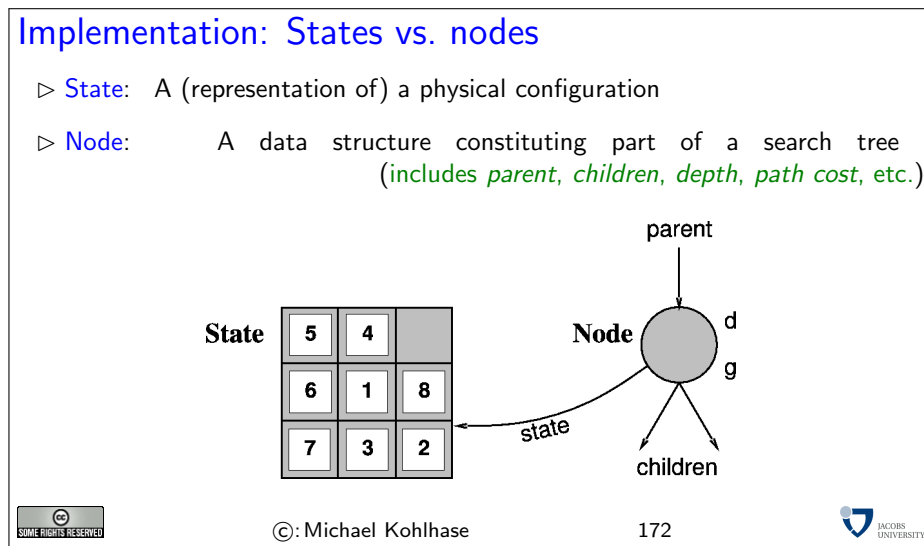 Implementation: States vs. nodes
▷ State: A (representation of) a physical configuration
▷ Node: A data structure constituting part of a search tree
(includes parent, children, depth, path cost, etc.)
parent
State
5 4
Node
d
g
6 1 8
7 3 2
state
children
cc
SOME RIGHTS RESERVED
©: Michael Kohlhase
172
JACOBS
UNIVERSITY